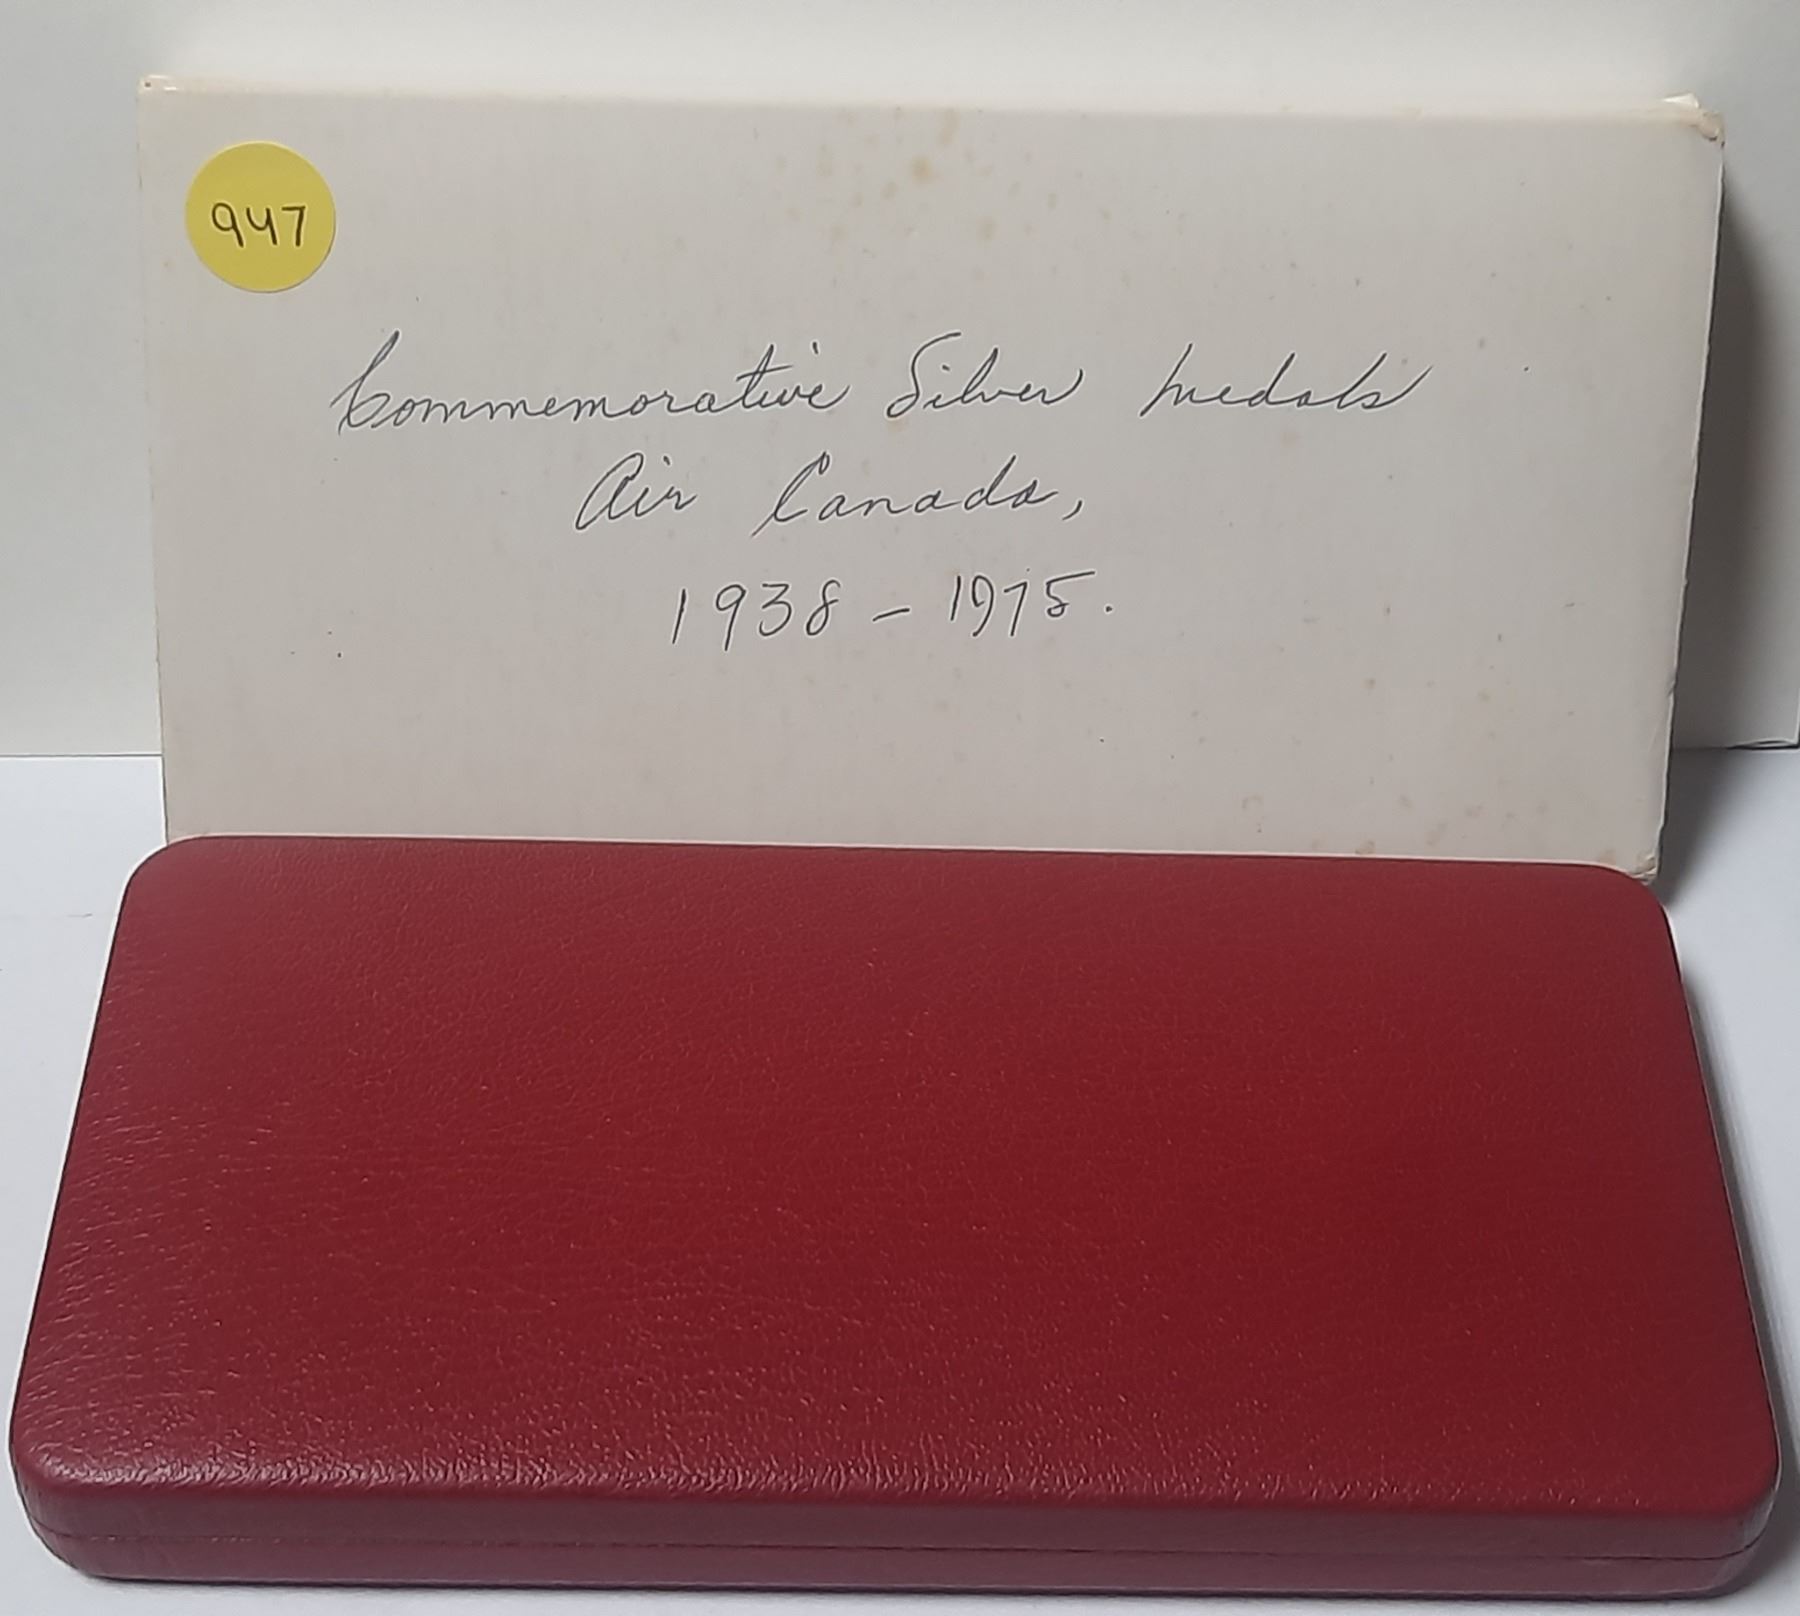 947
Commemorative Silver Medals
Air Canada,
1938 - 1975.